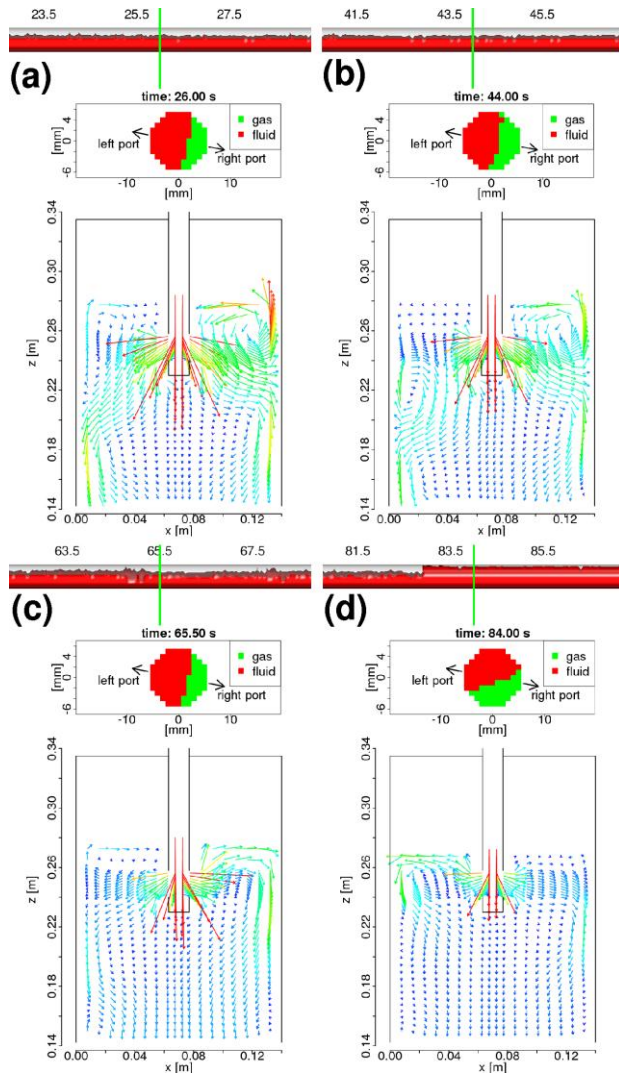 23.5 25.5 27.5
41.5 43.5 45.5
(a)
(b)
time: 26.00 s
[mm]
4
0
-6
left port
right port
gas
fluid
-10 0 10
[mm]
time: 44.00 s
[mm]
4
0
-6
left port
right port
gas
fluid
-10 0 10
[mm]
z [m]
0.34
0.30
0.26
0.22
0.18
0.14
0.00 0.04 0.08 0.12
x [m]
z [m]
0.34
0.30
0.26
0.22
0.18
0.14
0.00 0.04 0.08 0.12
x [m]
63.5 65.5 67.5
81.5 83.5 85.5
(c)
(d)
time: 65.50 s
[mm]
4
0
-6
left port
right port
gas
fluid
-10 0 10
[mm]
time: 84.00 s
[mm]
4
0
-6
left port
right port
gas
fluid
-10 0 10
[mm]
z [m]
0.34
0.30
0.26
0.22
0.18
0.14
0.00 0.04 0.08 0.12
x [m]
z [m]
0.34
0.30
0.26
0.22
0.18
0.14
0.00 0.04 0.08 0.12
x [m]